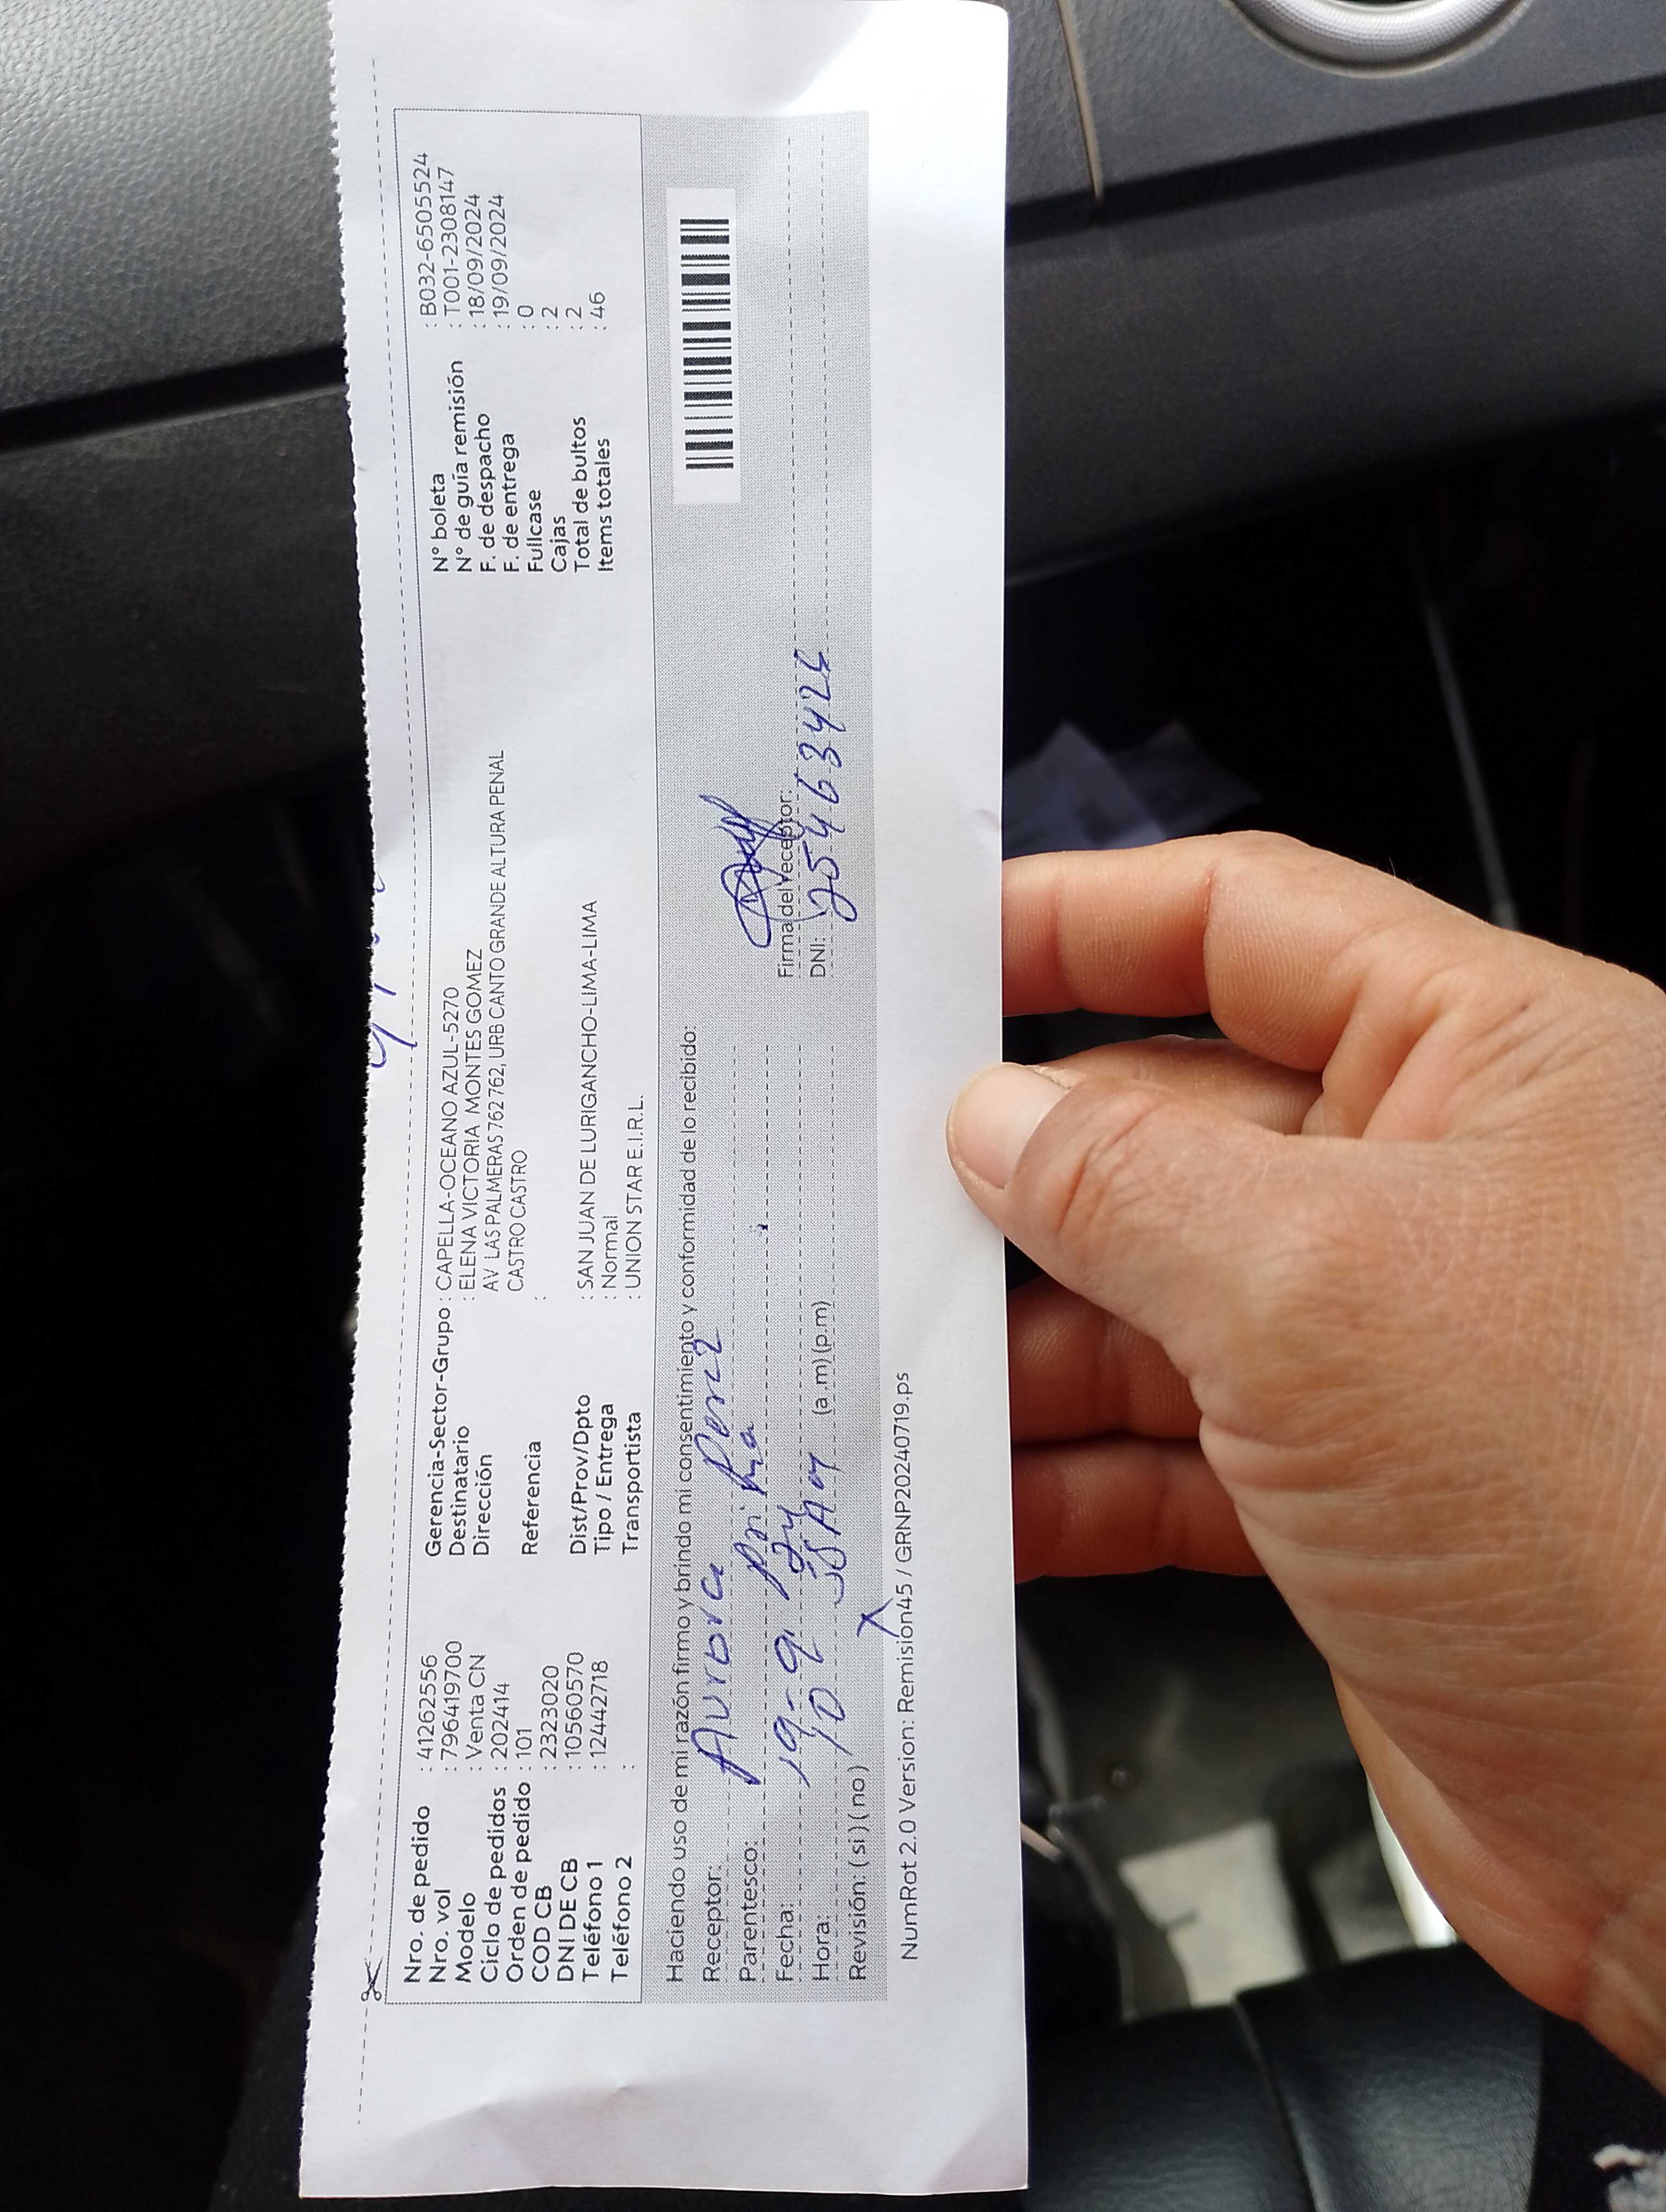 Nro. de pedido : 41262556
Nro. vol : 796419700
Modelo : Venta CN
Ciclo de pedidos : 202414
Orden de pedido : 101
COD CB : 2323020
DNI DE CB : 10560570
Teléfono 1 : 12442718
Teléfono 2 :
Gerencia-Sector-Grupo : CAPELLA-OCEANO AZUL-5270
Destinatario : ELENA VICTORIA MONTES GOMEZ
Dirección AV LAS PALMERAS 762 762, URB CANTO GRANDE ALTURA PENAL
CASTRO CASTRO
Referencia :
Dist/Prov/Dpto : SAN JUAN DE LURIGANCHO-LIMA-LIMA
Tipo / Entrega : Normal
Transportista : UNION STAR E.I.R.L.
N° boleta : B032-6505524
N° de guía remisión : T001-2308147
F. de despacho : 18/09/2024
F. de entrega : 19/09/2024
Fullcase : 0
Cajas : 2
Total de bultos : 2
Items totales : 46
Haciendo uso de mi razón firmo y brindo mi consentimiento y conformidad de lo recibido:
Receptor: Aurora Perez
Parentesco: Prima
Fecha: 19-9-24
Hora: 10 (a.m) (p.m)
Revisión: ( si ) ( no ) X
Firma del receptor:
DNI:
NumRot 2.0 Version: Remision45 / GRNP20240719.ps